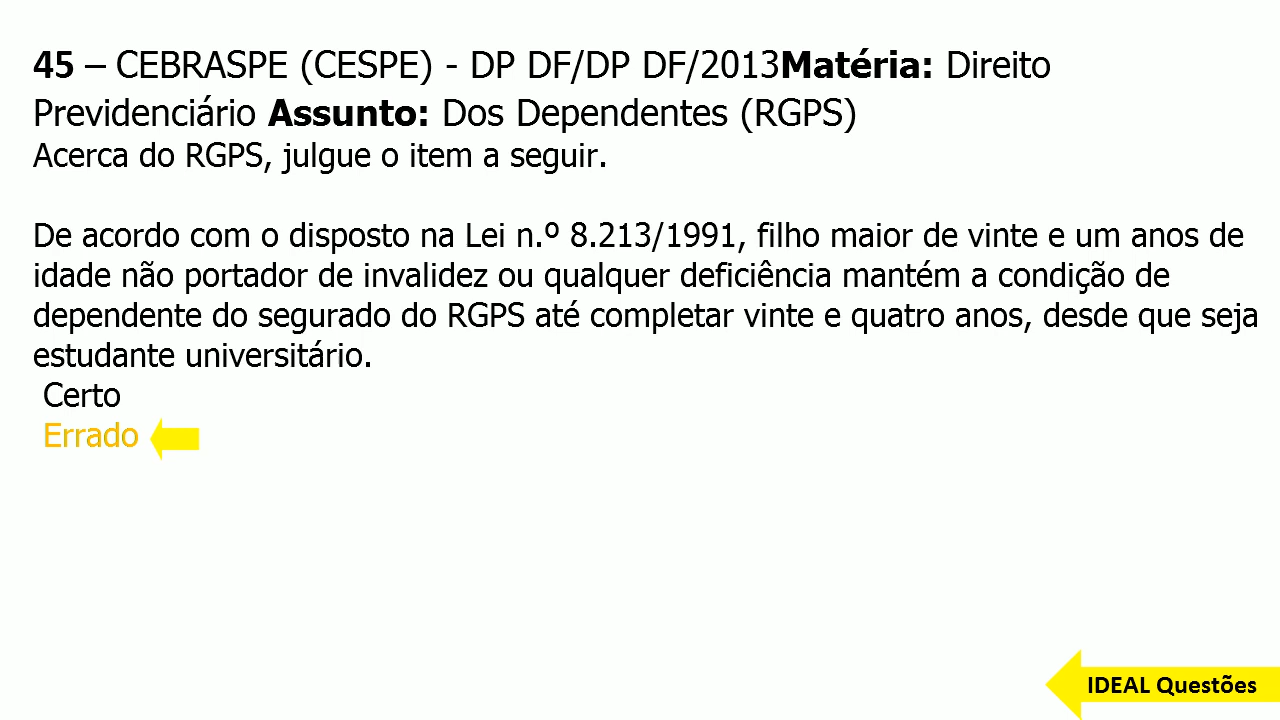 45 – CEBRASPE (CESPE) - DP DF/DP DF/2013Matéria: Direito
Previdenciário Assunto: Dos Dependentes (RGPS)
Acerca do RGPS, julgue o item a seguir.
De acordo com o disposto na Lei n.º 8.213/1991, filho maior de vinte e um anos de
idade não portador de invalidez ou qualquer deficiência mantém a condição de
dependente do segurado do RGPS até completar vinte e quatro anos, desde que seja
estudante universitário.
Certo
Errado
IDEAL Questões